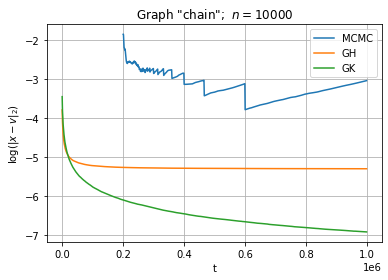 Graph "chain"; n = 10000
MCMC
GH
GK
log(|x − v|₂)
−2
−3
−4
−5
−6
−7
0.0 0.2 0.4 0.6 0.8 1.0
1e6
t